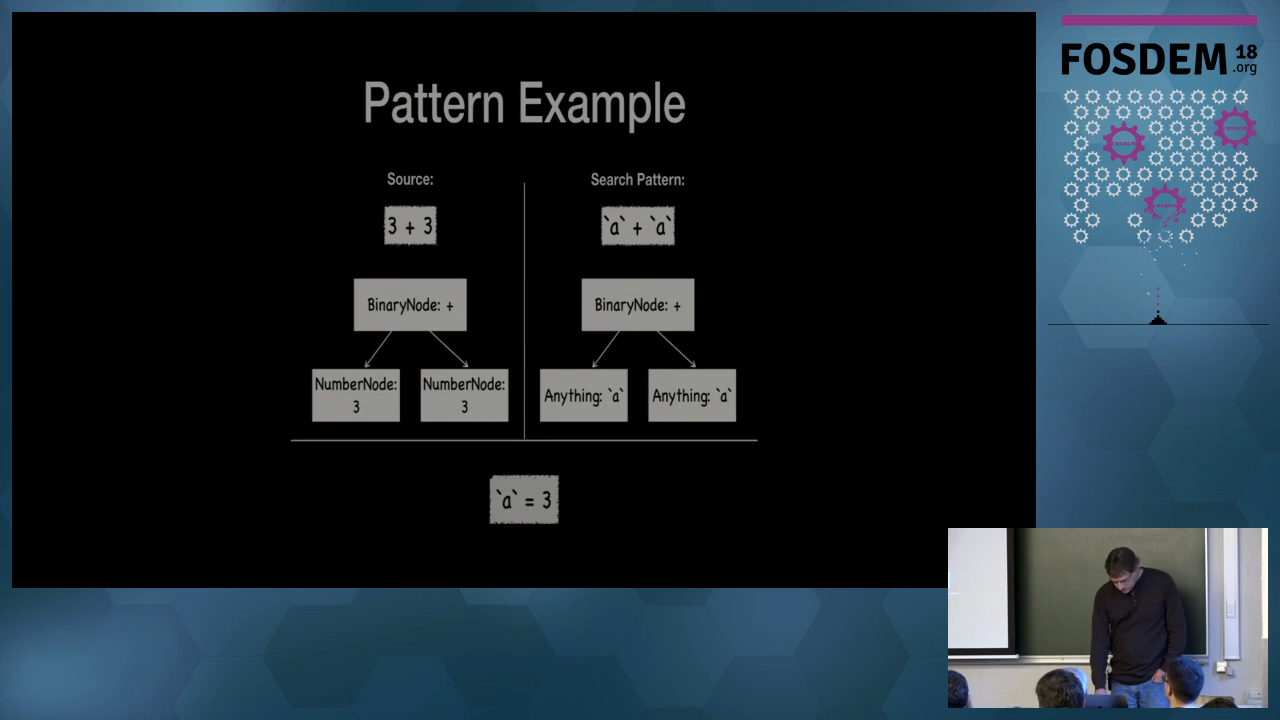 Pattern Example
Source:
Search Pattern:
3 + 3
`a` + `a`
BinaryNode: +
BinaryNode: +
NumberNode:
3
NumberNode:
3
Anything: `a`
Anything: `a`
`a` = 3
FOSDEM 18
.org